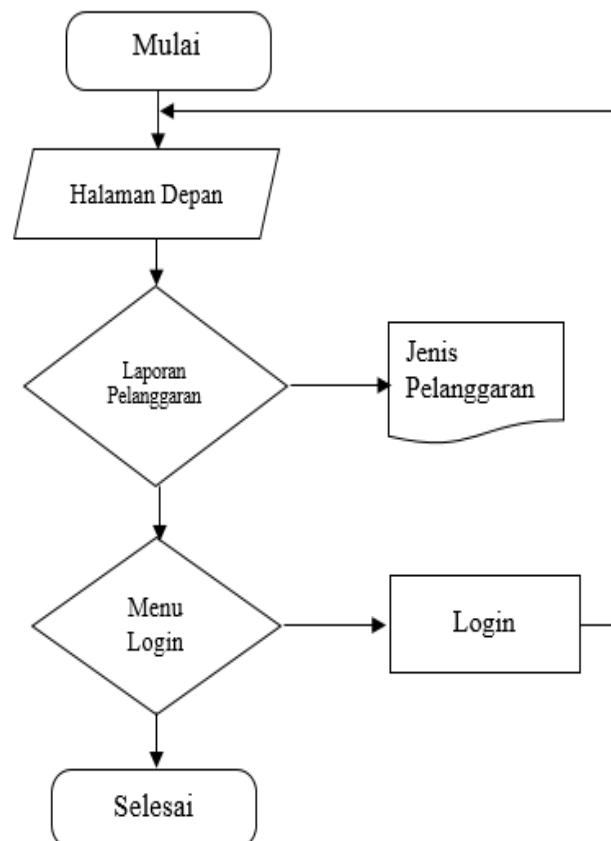 Mulai
Halaman Depan
Laporan
Pelanggaran
Jenis
Pelanggaran
Menu
Login
Login
Selesai